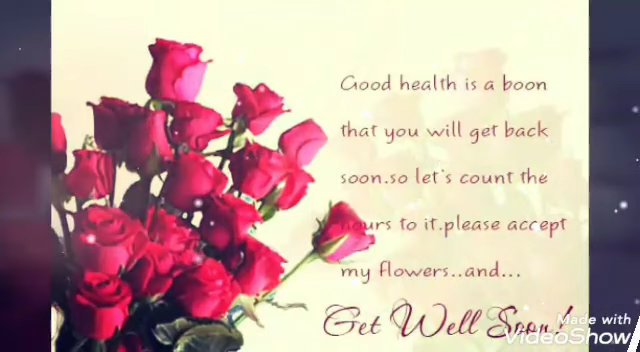 Good health is a boon
that you will get back
soon.so let's count the
hours to it.please accept
my flowers..and...
Get Well Soon!
Made with
VideoShow